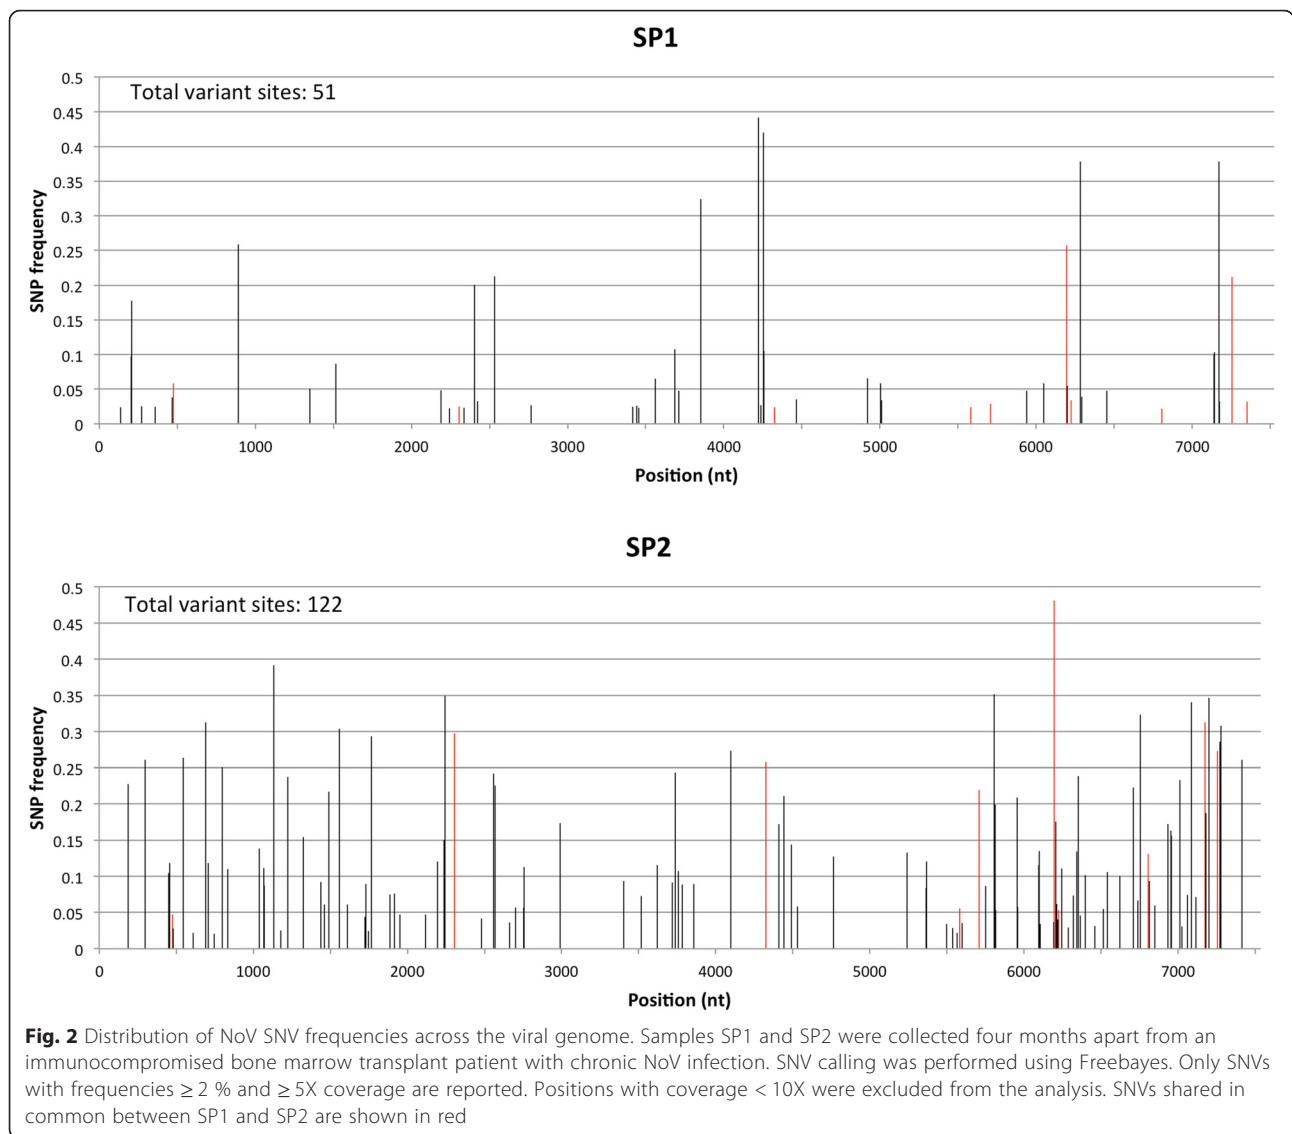 SP1
Total variant sites: 51
SNP frequency
0.5
0.45
0.4
0.35
0.3
0.25
0.2
0.15
0.1
0.05
0
0 1000 2000 3000 4000 5000 6000 7000
Position (nt)
SP2
Total variant sites: 122
SNP frequency
0.5
0.45
0.4
0.35
0.3
0.25
0.2
0.15
0.1
0.05
0
0 1000 2000 3000 4000 5000 6000 7000
Position (nt)
Fig. 2 Distribution of NoV SNV frequencies across the viral genome. Samples SP1 and SP2 were collected four months apart from an
immunocompromised bone marrow transplant patient with chronic NoV infection. SNV calling was performed using Freebayes. Only SNVs
with frequencies ≥ 2 % and ≥ 5X coverage are reported. Positions with coverage < 10X were excluded from the analysis. SNVs shared in
common between SP1 and SP2 are shown in red